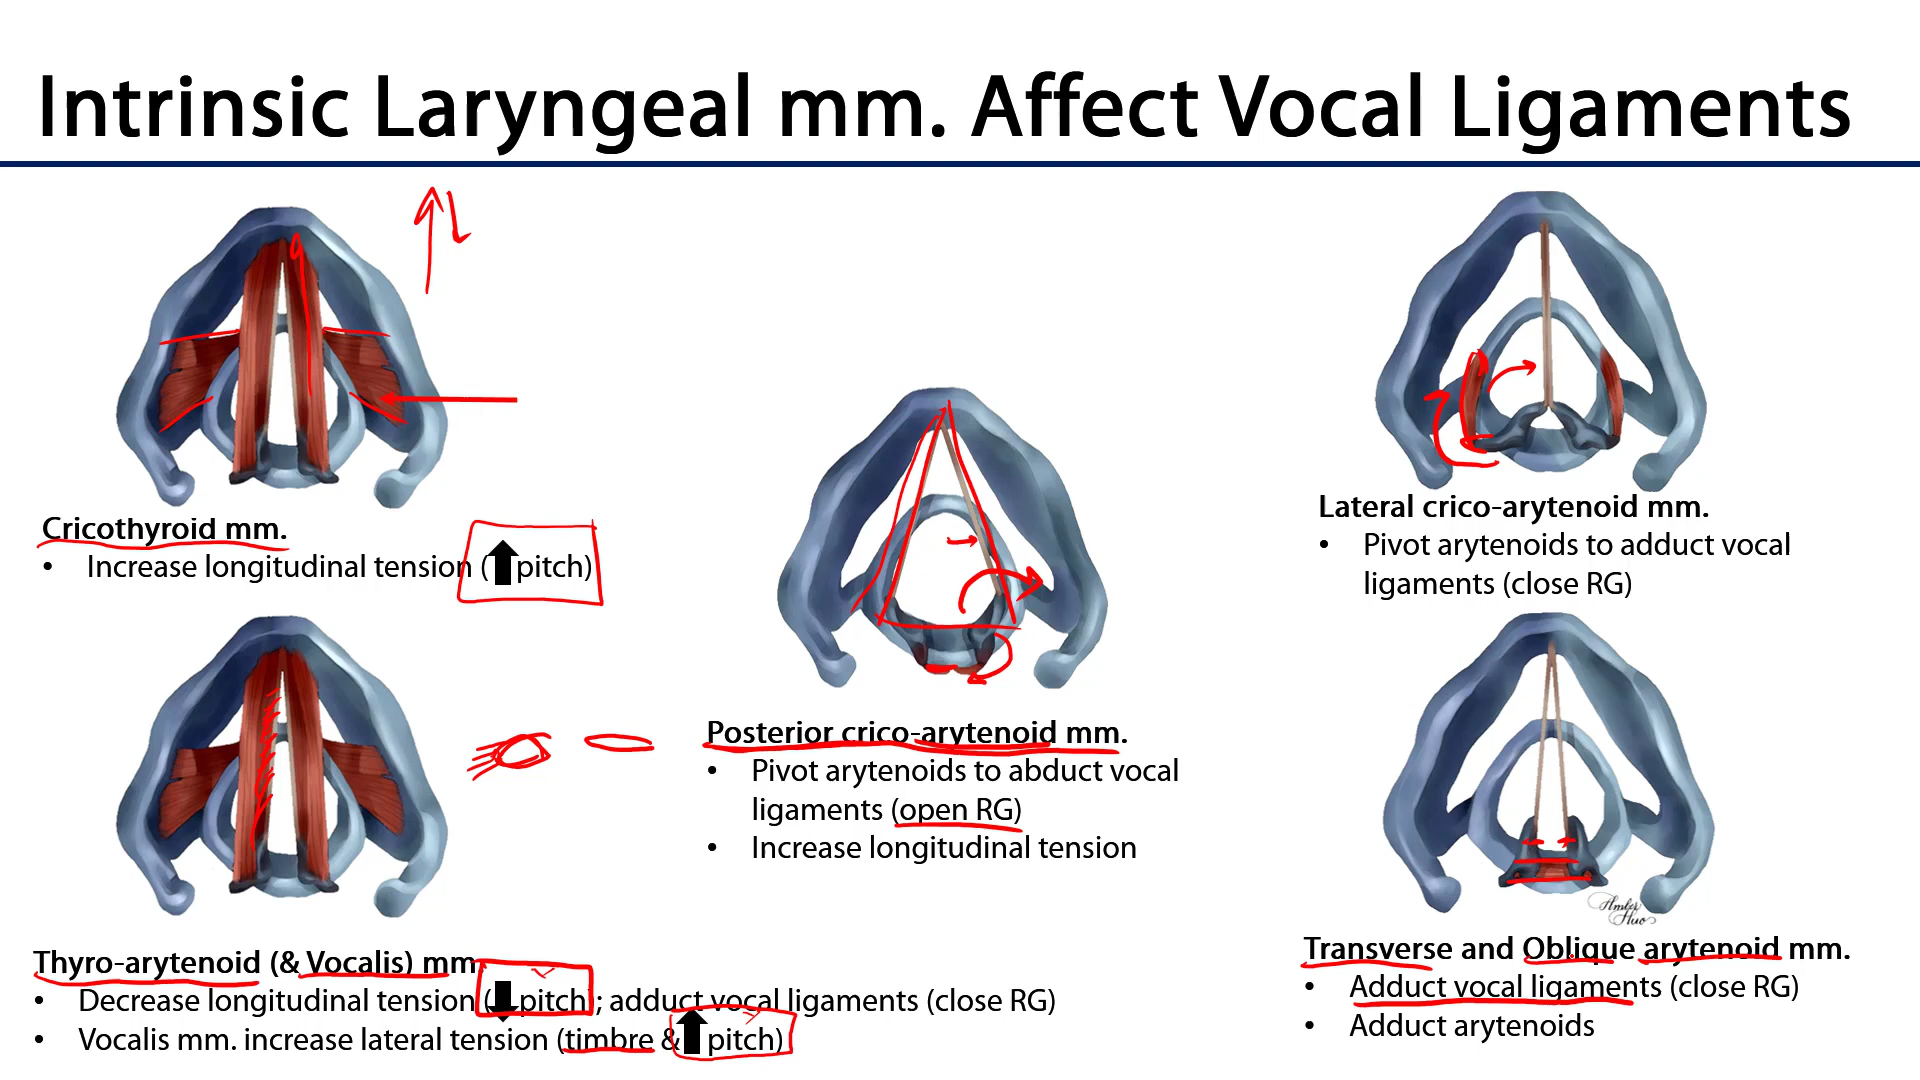 Intrinsic Laryngeal mm. Affect Vocal Ligaments
Cricothyroid mm.
• Increase longitudinal tension (⬆pitch)
Thyro-arytenoid (& Vocalis) mm.
• Decrease longitudinal tension (⬇pitch); adduct vocal ligaments (close RG)
• Vocalis mm. increase lateral tension (timbre &⬆pitch)
Posterior crico-arytenoid mm.
• Pivot arytenoids to abduct vocal
ligaments (open RG)
• Increase longitudinal tension
Lateral crico-arytenoid mm.
• Pivot arytenoids to adduct vocal
ligaments (close RG)
Amber
Huo
Transverse and Oblique arytenoid mm.
• Adduct vocal ligaments (close RG)
• Adduct arytenoids